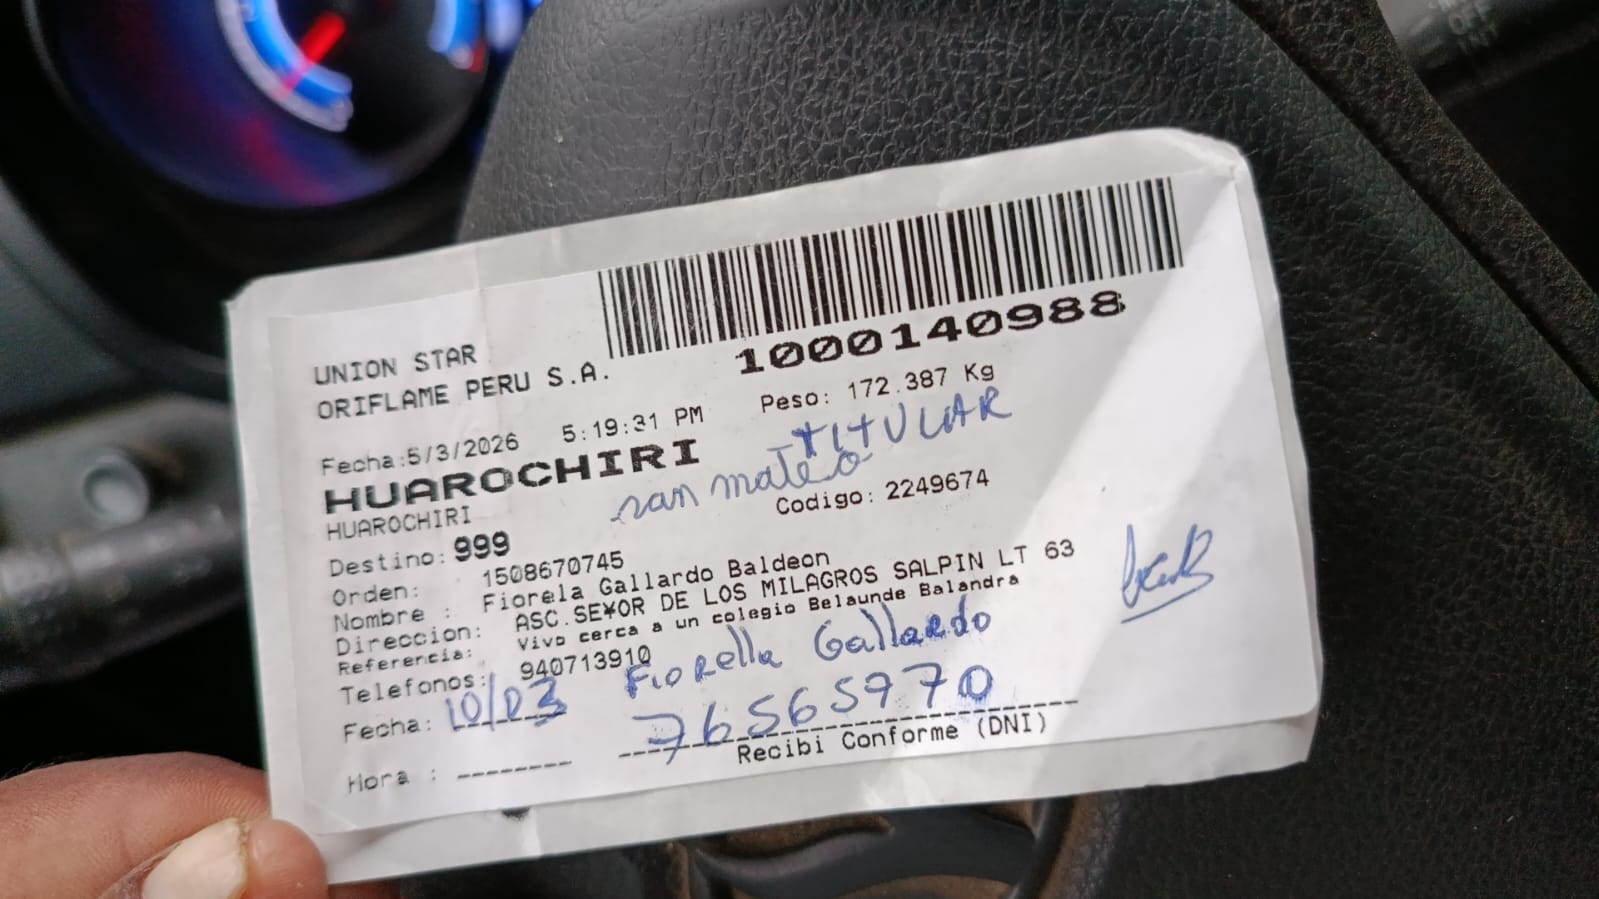 1000140988
UNION STAR
ORIFLAME PERU S.A.
Fecha:5/3/2026 5:19:31 PM Peso: 172.387 Kg
HUAROCHIRI TITULAR
san mateo
HUAROCHIRI
Destino: 999 Codigo: 2249674
Orden: 1508670745
Nombre : Fiorela Gallardo Baldeon
Direccion: ASC.SE¥OR DE LOS MILAGROS SALPIN LT 63
Referencia: Vivo cerca a un colegio Belaunde Balandra
Telefonos: 940713910
Fiorella Gallardo
Fecha: 10/03 76565970
Recibi Conforme (DNI)
Hora :